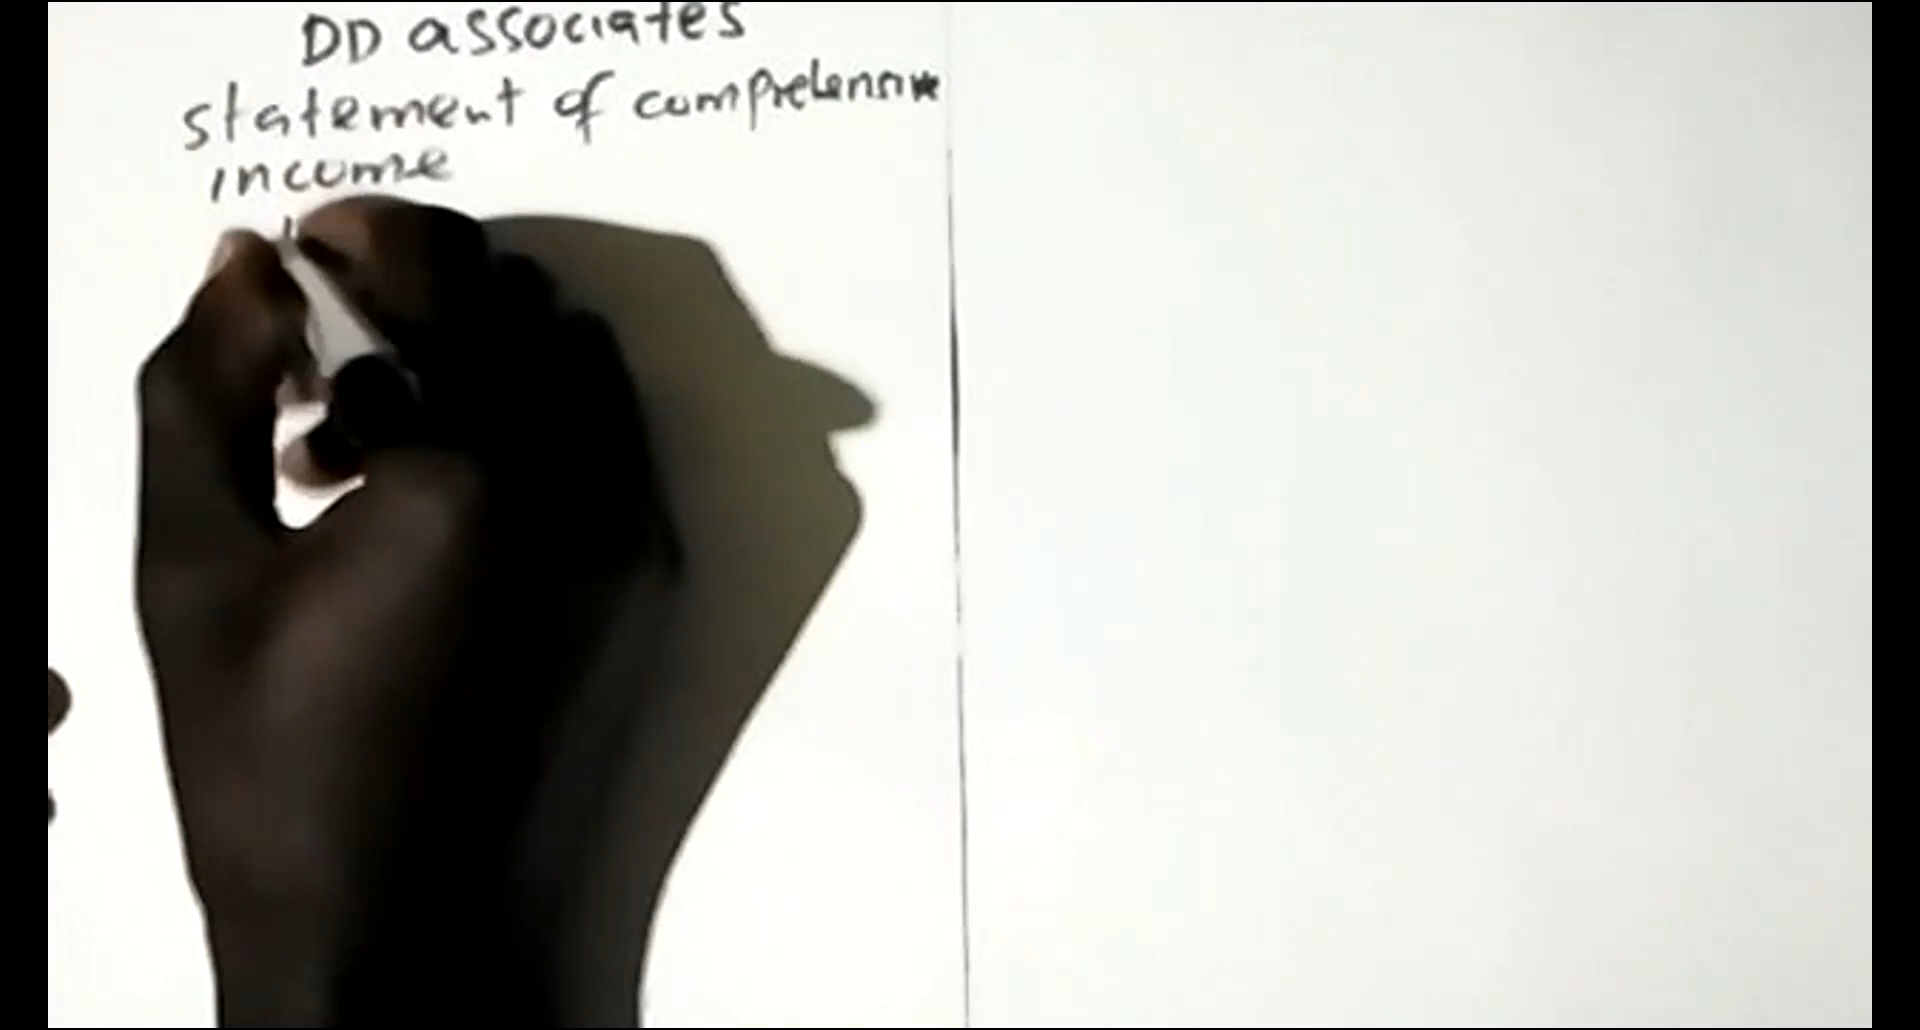 DD associates
statement of comprehensive
income